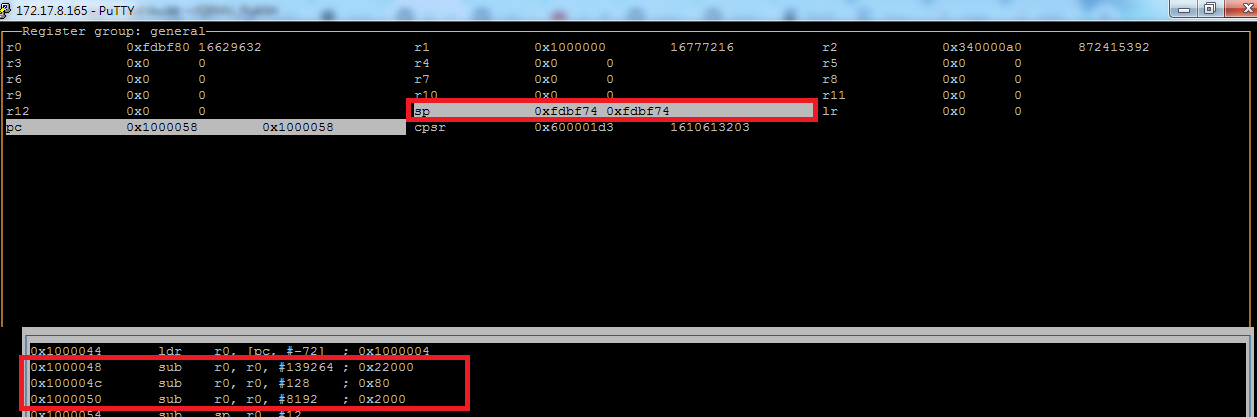 172.17.8.165 - PuTTY
Register group: general
r0 0xfdbf80 16629632 r1 0x1000000 16777216 r2 0x340000a0 872415392
r3 0x0 0 r4 0x0 0 r5 0x0 0
r6 0x0 0 r7 0x0 0 r8 0x0 0
r9 0x0 0 r10 0x0 0 r11 0x0 0
r12 0x0 0 sp 0xfdbf74 0xfdbf74 lr 0x0 0
pc 0x1000058 0x1000058 cpsr 0x600001d3 1610613203
0x1000044 ldr r0, [pc, #-72] ; 0x1000004
0x1000048 sub r0, r0, #139264 ; 0x22000
0x100004c sub r0, r0, #128 ; 0x80
0x1000050 sub r0, r0, #8192 ; 0x2000
0x1000054 sub sp, r0, #12